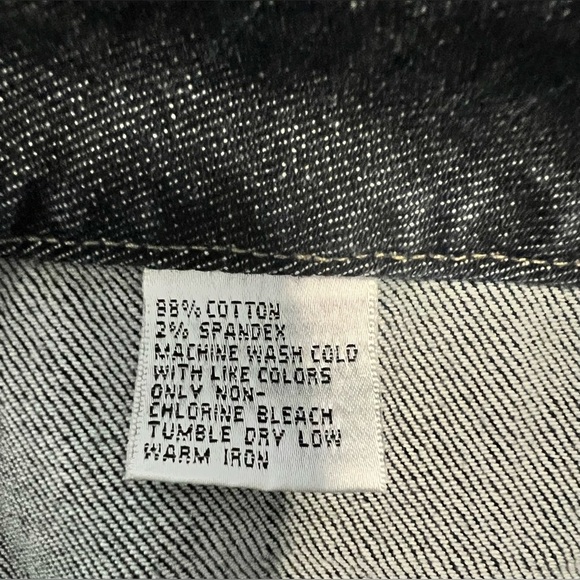 98% COTTON
2% SPANDEX
MACHINE WASH COLD
WITH LIKE COLORS
ONLY NON-
CHLORINE BLEACH
TUMBLE DRY LOW
WARM IRON